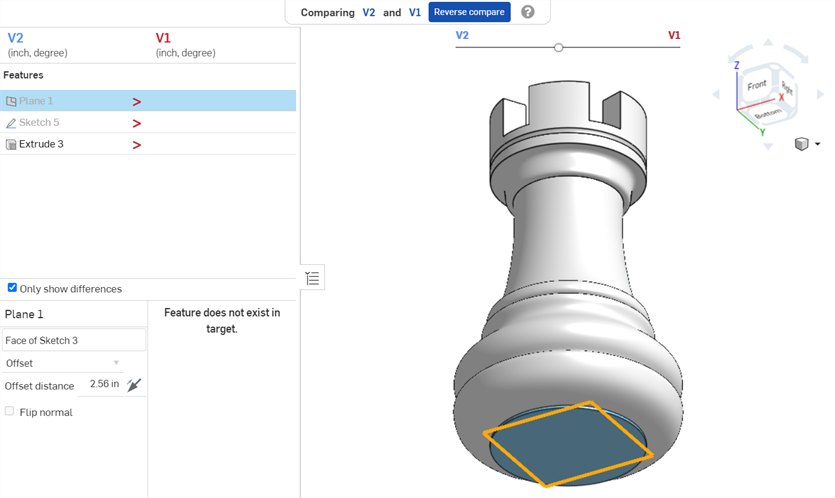 Comparing V2 and V1 Reverse compare ?
V2 V1
(inch, degree) (inch, degree)
Features
Plane 1 >
Sketch 5 >
Extrude 3 >
Only show differences
Plane 1
Face of Sketch 3
Offset
Offset distance 2.56 in
Flip normal
Feature does not exist in
target.
V2 V1
Z
Front
Right
X
Bottom
Y